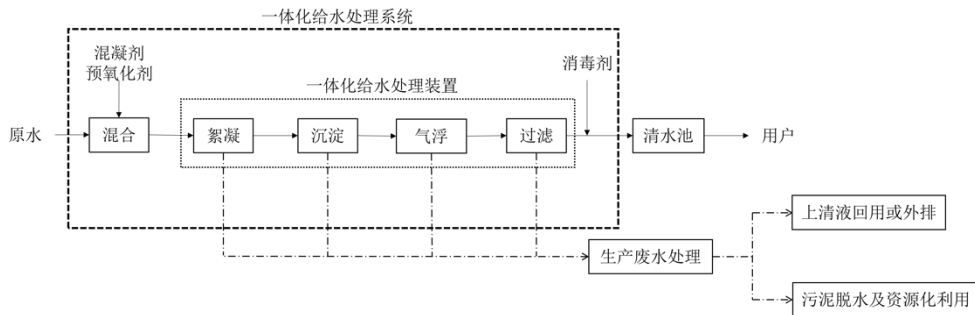 一体化给水处理系统
混凝剂
预氧化剂
消毒剂
一体化给水处理装置
原水
混合
絮凝
沉淀
气浮
过滤
清水池
用户
上清液回用或外排
生产废水处理
污泥脱水及资源化利用